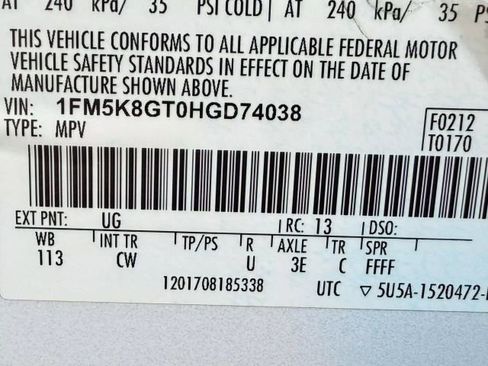 AT 240 kPa/ 35 PSI COLD | AT 240 kPa/ 35 PS
THIS VEHICLE CONFORMS TO ALL APPLICABLE FEDERAL MOTOR
VEHICLE SAFETY STANDARDS IN EFFECT ON THE DATE OF
MANUFACTURE SHOWN ABOVE.
VIN: 1FM5K8GT0HGD74038
TYPE: MPV
F0212
T0170
EXT PNT: UG RC: 13 DSO:
WB INT TR TP/PS R AXLE TR SPR
113 CW U 3E C FFFF
1201708185338 UTC ▽ 5U5A-1520472-